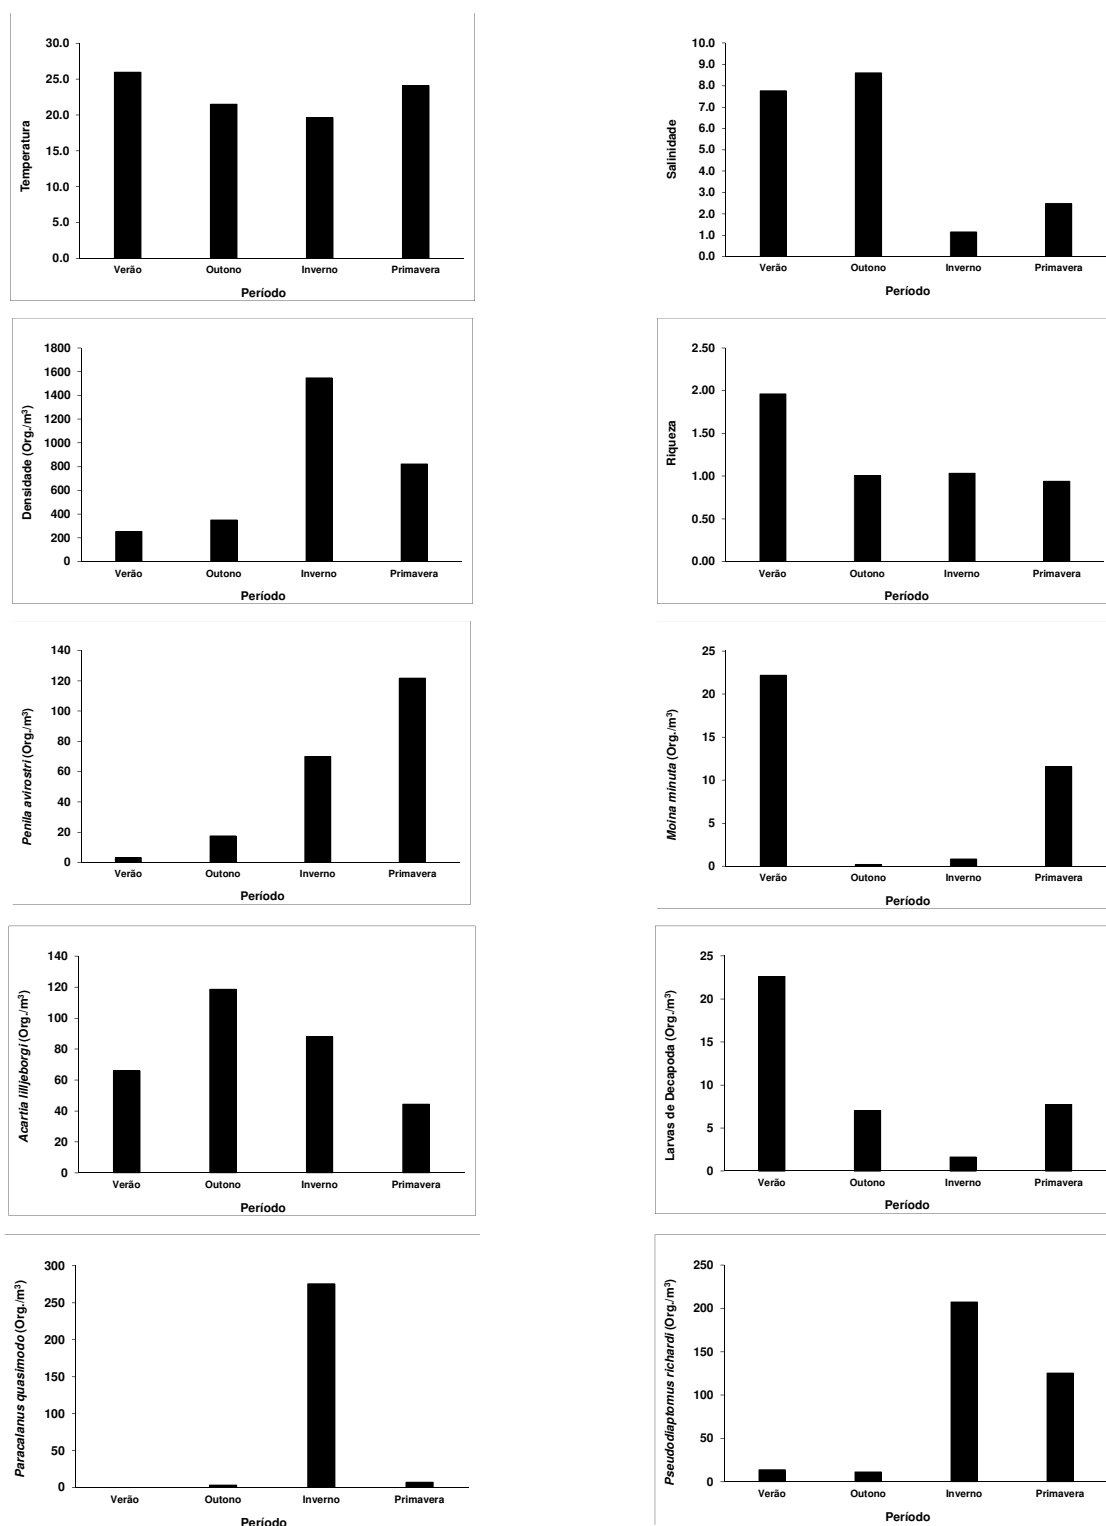 30.0
25.0
20.0
15.0
10.0
5.0
0.0
Temperatura
Verão Outono Inverno Primavera
Período
10.0
9.0
8.0
7.0
6.0
5.0
4.0
3.0
2.0
1.0
0.0
Salinidade
Verão Outono Inverno Primavera
Período
1800
1600
1400
1200
1000
800
600
400
200
0
Densidade (Org./m³)
Verão Outono Inverno Primavera
Período
2.50
2.00
1.50
1.00
0.50
0.00
Riqueza
Verão Outono Inverno Primavera
Período
140
120
100
80
60
40
20
0
Penila avirostri (Org./m³)
Verão Outono Inverno Primavera
Período
25
20
15
10
5
0
Moina minuta (Org./m³)
Verão Outono Inverno Primavera
Período
140
120
100
80
60
40
20
0
Acartia lilljeborgi (Org./m³)
Verão Outono Inverno Primavera
Período
25
20
15
10
5
0
Larvas de Decapoda (Org./m³)
Verão Outono Inverno Primavera
Período
300
250
200
150
100
50
0
Paracalanus quasimodo (Org./m³)
Verão Outono Inverno Primavera
Período
250
200
150
100
50
0
Pseudodiaptomus richardi (Org./m³)
Verão Outono Inverno Primavera
Período